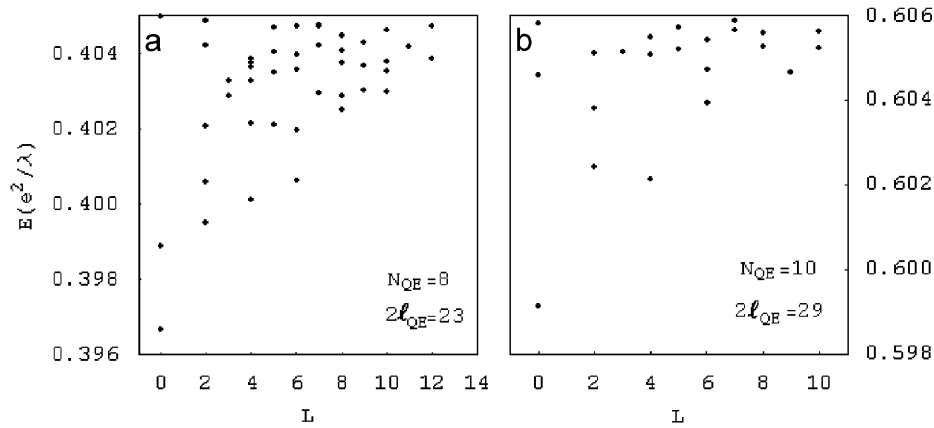 a
E(e²/λ)
0.404
0.402
0.400
0.398
0.396
N_QE=8
2ℓ_QE=23
0 2 4 6 8 10 12 14
L
b
0.606
0.604
0.602
0.600
0.598
N_QE=10
2ℓ_QE=29
0 2 4 6 8 10
L